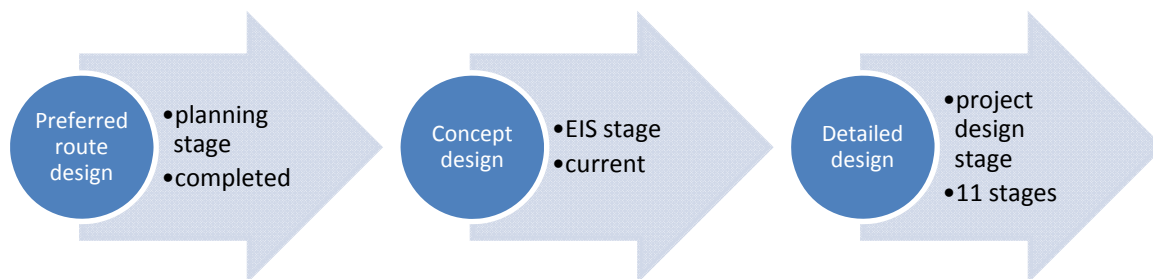 Preferred
route
design
•planning
stage
•completed
Concept
design
•EIS stage
•current
Detailed
design
•project
design
stage
•11 stages